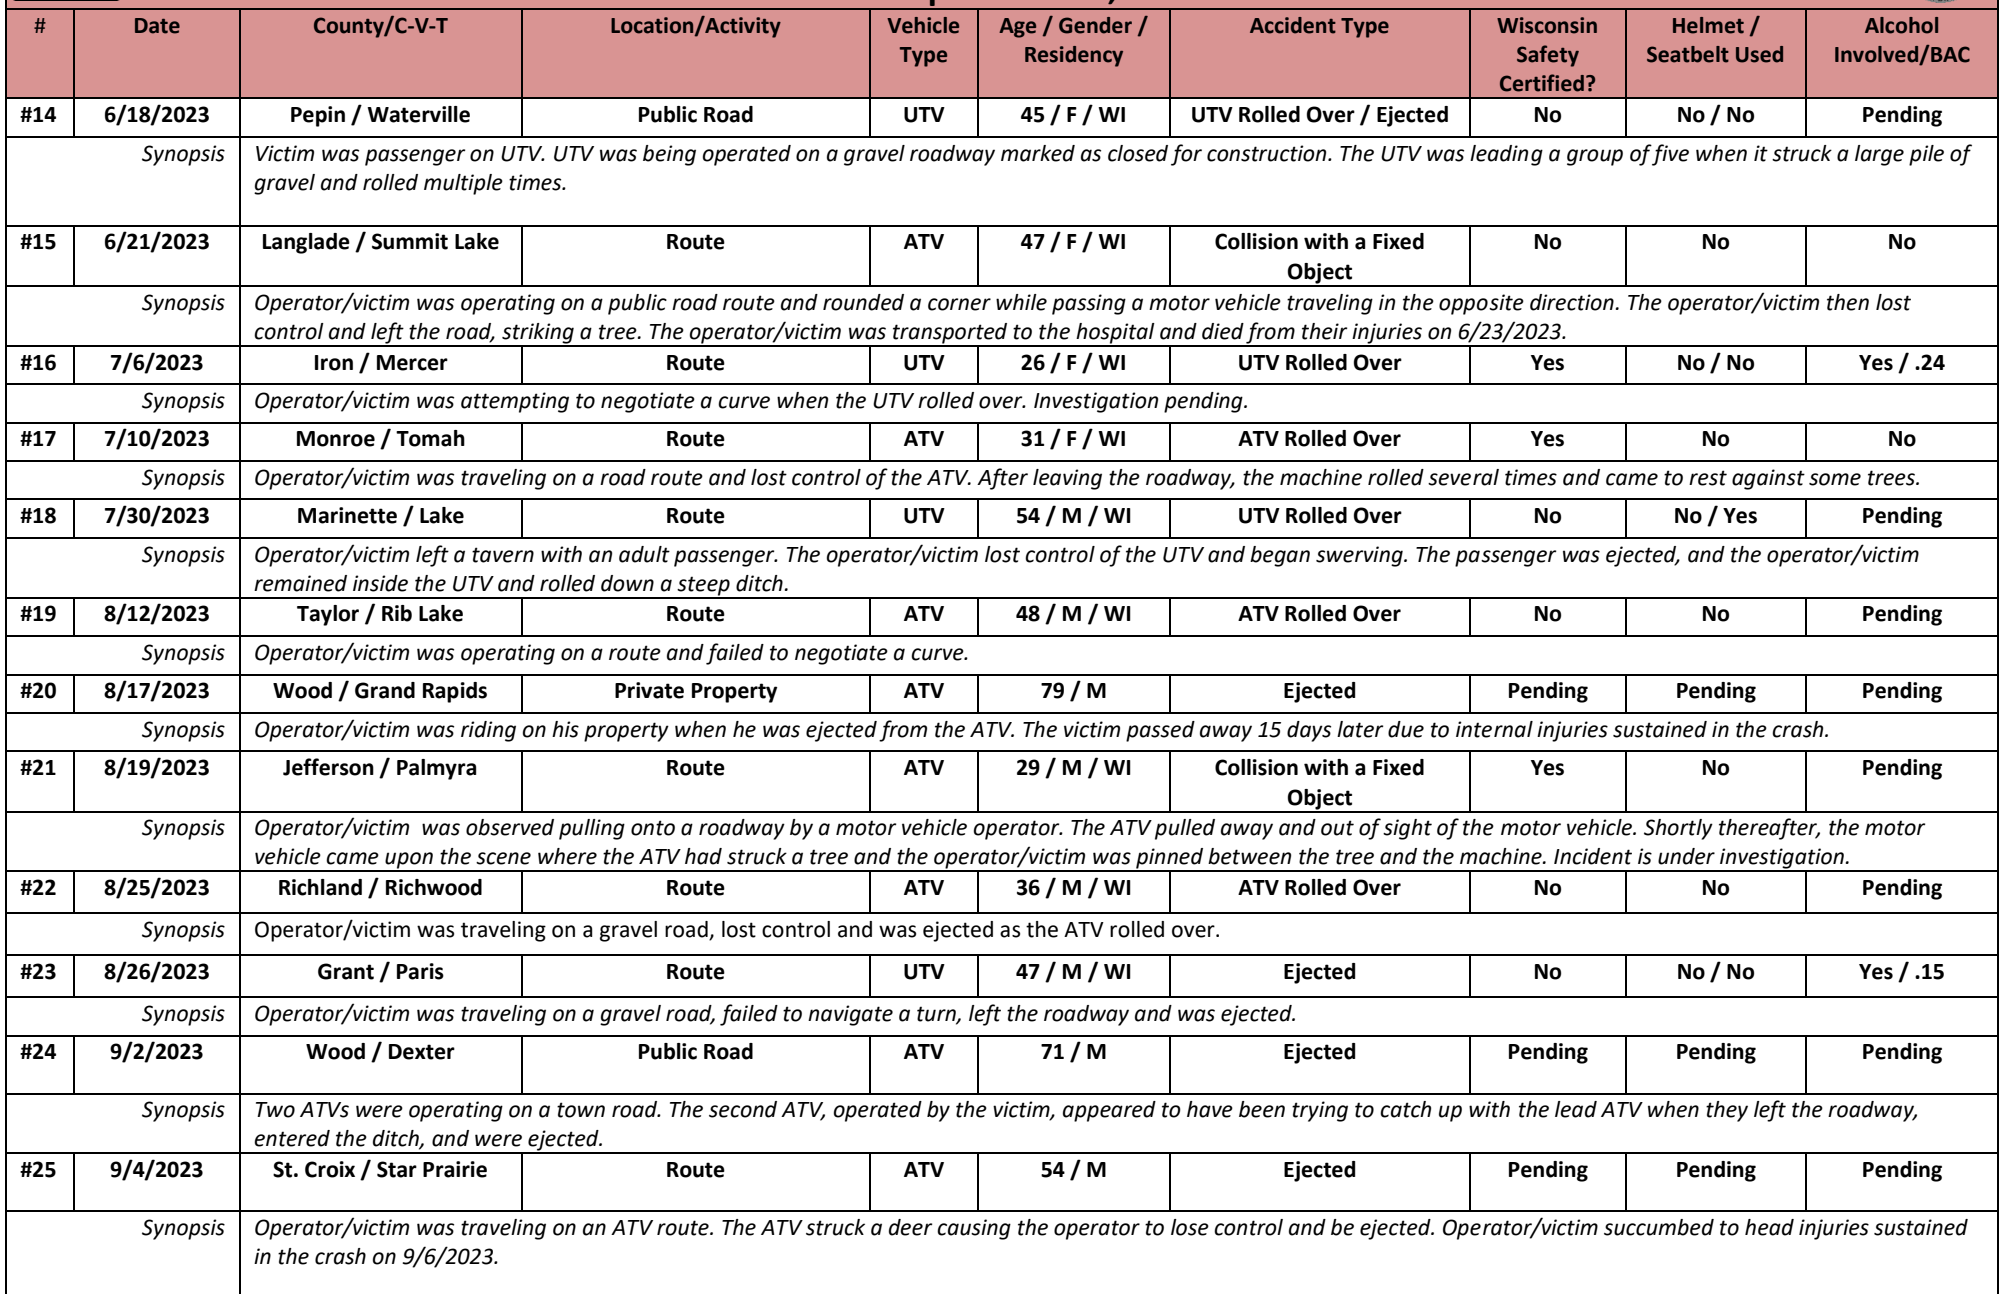 # Date County/C-V-T Location/Activity Vehicle Type Age / Gender / Residency Accident Type Wisconsin Safety Certified? Helmet / Seatbelt Used Alcohol Involved/BAC
#14 6/18/2023 Pepin / Waterville Public Road UTV 45 / F / WI UTV Rolled Over / Ejected No No / No Pending
Synopsis Victim was passenger on UTV. UTV was being operated on a gravel roadway marked as closed for construction. The UTV was leading a group of five when it struck a large pile of
gravel and rolled multiple times.
#15 6/21/2023 Langlade / Summit Lake Route ATV 47 / F / WI Collision with a Fixed Object No No No
Synopsis Operator/victim was operating on a public road route and rounded a corner while passing a motor vehicle traveling in the opposite direction. The operator/victim then lost
control and left the road, striking a tree. The operator/victim was transported to the hospital and died from their injuries on 6/23/2023.
#16 7/6/2023 Iron / Mercer Route UTV 26 / F / WI UTV Rolled Over Yes No / No Yes / .24
Synopsis Operator/victim was attempting to negotiate a curve when the UTV rolled over. Investigation pending.
#17 7/10/2023 Monroe / Tomah Route ATV 31 / F / WI ATV Rolled Over Yes No No
Synopsis Operator/victim was traveling on a road route and lost control of the ATV. After leaving the roadway, the machine rolled several times and came to rest against some trees.
#18 7/30/2023 Marinette / Lake Route UTV 54 / M / WI UTV Rolled Over No No / Yes Pending
Synopsis Operator/victim left a tavern with an adult passenger. The operator/victim lost control of the UTV and began swerving. The passenger was ejected, and the operator/victim
remained inside the UTV and rolled down a steep ditch.
#19 8/12/2023 Taylor / Rib Lake Route ATV 48 / M / WI ATV Rolled Over No No Pending
Synopsis Operator/victim was operating on a route and failed to negotiate a curve.
#20 8/17/2023 Wood / Grand Rapids Private Property ATV 79 / M Ejected Pending Pending Pending
Synopsis Operator/victim was riding on his property when he was ejected from the ATV. The victim passed away 15 days later due to internal injuries sustained in the crash.
#21 8/19/2023 Jefferson / Palmyra Route ATV 29 / M / WI Collision with a Fixed Object Yes No Pending
Synopsis Operator/victim was observed pulling onto a roadway by a motor vehicle operator. The ATV pulled away and out of sight of the motor vehicle. Shortly thereafter, the motor
vehicle came upon the scene where the ATV had struck a tree and the operator/victim was pinned between the tree and the machine. Incident is under investigation.
#22 8/25/2023 Richland / Richwood Route ATV 36 / M / WI ATV Rolled Over No No Pending
Synopsis Operator/victim was traveling on a gravel road, lost control and was ejected as the ATV rolled over.
#23 8/26/2023 Grant / Paris Route UTV 47 / M / WI Ejected No No / No Yes / .15
Synopsis Operator/victim was traveling on a gravel road, failed to navigate a turn, left the roadway and was ejected.
#24 9/2/2023 Wood / Dexter Public Road ATV 71 / M Ejected Pending Pending Pending
Synopsis Two ATVs were operating on a town road. The second ATV, operated by the victim, appeared to have been trying to catch up with the lead ATV when they left the roadway,
entered the ditch, and were ejected.
#25 9/4/2023 St. Croix / Star Prairie Route ATV 54 / M Ejected Pending Pending Pending
Synopsis Operator/victim was traveling on an ATV route. The ATV struck a deer causing the operator to lose control and be ejected. Operator/victim succumbed to head injuries sustained
in the crash on 9/6/2023.